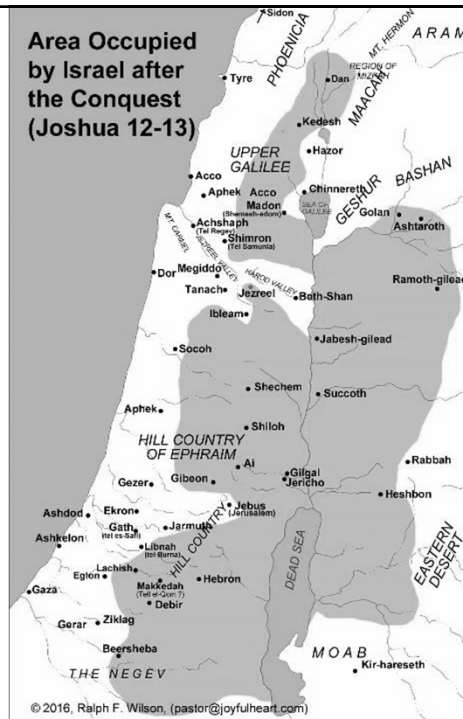 Area Occupied
by Israel after
the Conquest
(Joshua 12-13)
Sidon
PHOENICIA
MT. HERMON
ARAM
Tyre
Dan
REGION OF
MIZPAH
MAACAH
Kedesh
Hazor
UPPER
GALILEE
Acco
Aphek
Acco
Chinnereth
Madon
(Shemesh-edom)
SEA OF
GALILEE
GESHUR
BASHAN
Golan
Ashtaroth
Achshaph
(Tel Regev)
Shimron
(Tel Samunia)
MT. CARMEL
JEZREEL VALLEY
HAROD VALLEY
Dor
Megiddo
Tanach
Jezreel
Beth-Shan
Ramoth-gilead
Ibleam
Socoh
Jabesh-gilead
Shechem
Succoth
Aphek
Shiloh
HILL COUNTRY
OF EPHRAIM
Ai
Gilgal
Jericho
Rabbah
Gezer
Gibeon
Heshbon
Jebus
(Jerusalem)
Ashdod
Ekron
Gath
(tel es-Safi)
Jarmuth
HILL COUNTRY
Ashkelon
Libnah
(tel Burna)
Lachish
Eglon
Makkedah
(Tell el-Qom ?)
Hebron
DEAD SEA
EASTERN
DESERT
Gaza
Debir
Gerar
Ziklag
Beersheba
MOAB
THE NEGEV
Kir-hareseth
© 2016, Ralph F. Wilson, (pastor@joyfulheart.com)